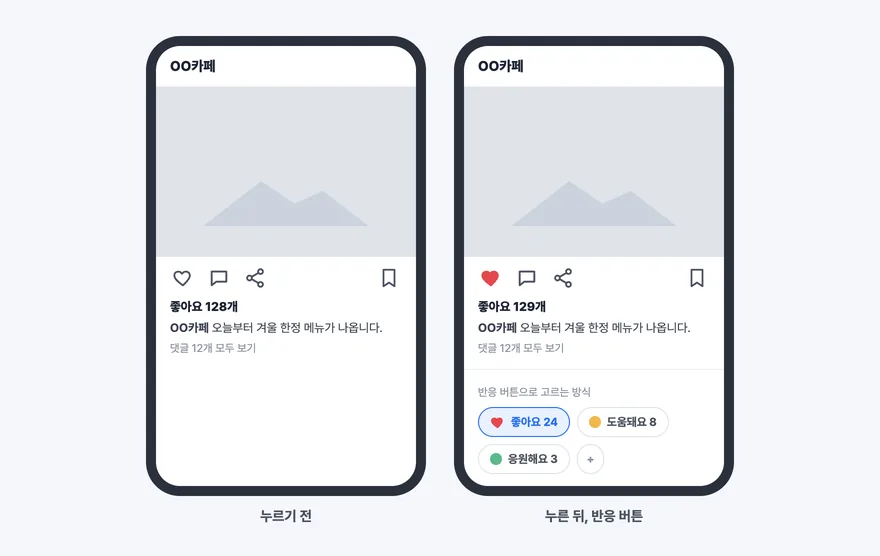 OO카페
좋아요 128개
OO카페 오늘부터 겨울 한정 메뉴가 나옵니다.
댓글 12개 모두 보기
누르기 전
OO카페
좋아요 129개
OO카페 오늘부터 겨울 한정 메뉴가 나옵니다.
댓글 12개 모두 보기
반응 버튼으로 고르는 방식
좋아요 24
도움돼요 8
응원해요 3
+
누른 뒤, 반응 버튼